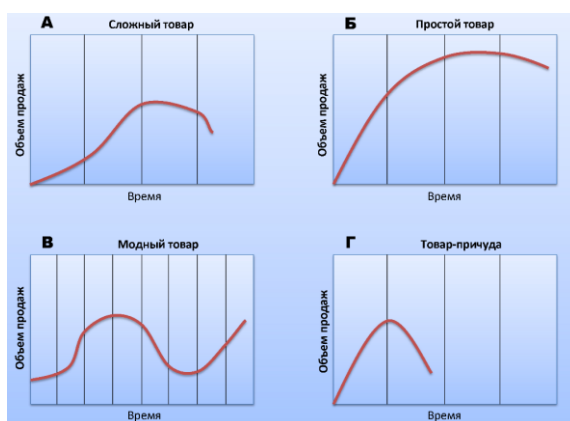 А Сложный товар
Объем продаж
Время
Б Простой товар
Объем продаж
Время
В Модный товар
Объем продаж
Время
Г Товар-причуда
Объем продаж
Время